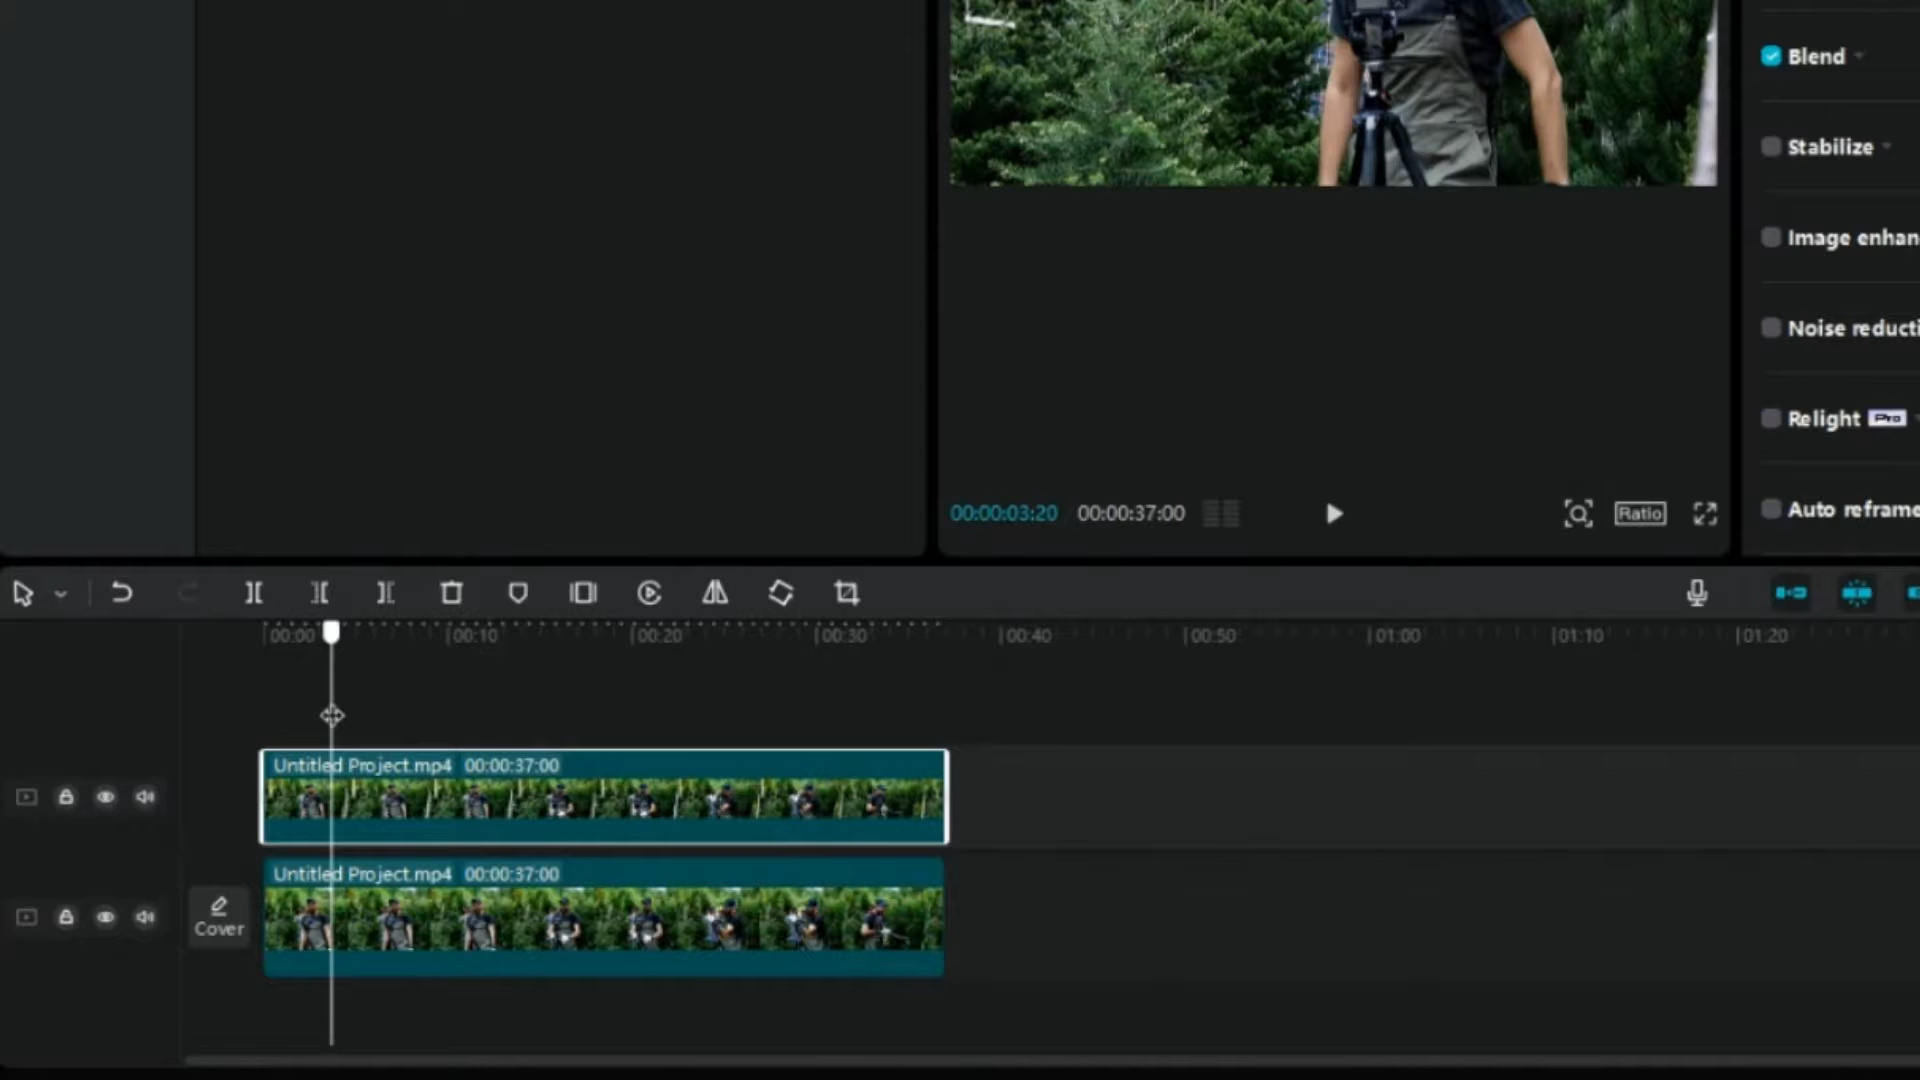 Blend
Stabilize
Image enhan
Noise reducti
Relight Pro
Auto reframe
00:00:03:20 00:00:37:00
Ratio
00:00 00:10 00:20 00:30 00:40 00:50 01:00 01:10 01:20
Untitled Project.mp4 00:00:37:00
Untitled Project.mp4 00:00:37:00
Cover